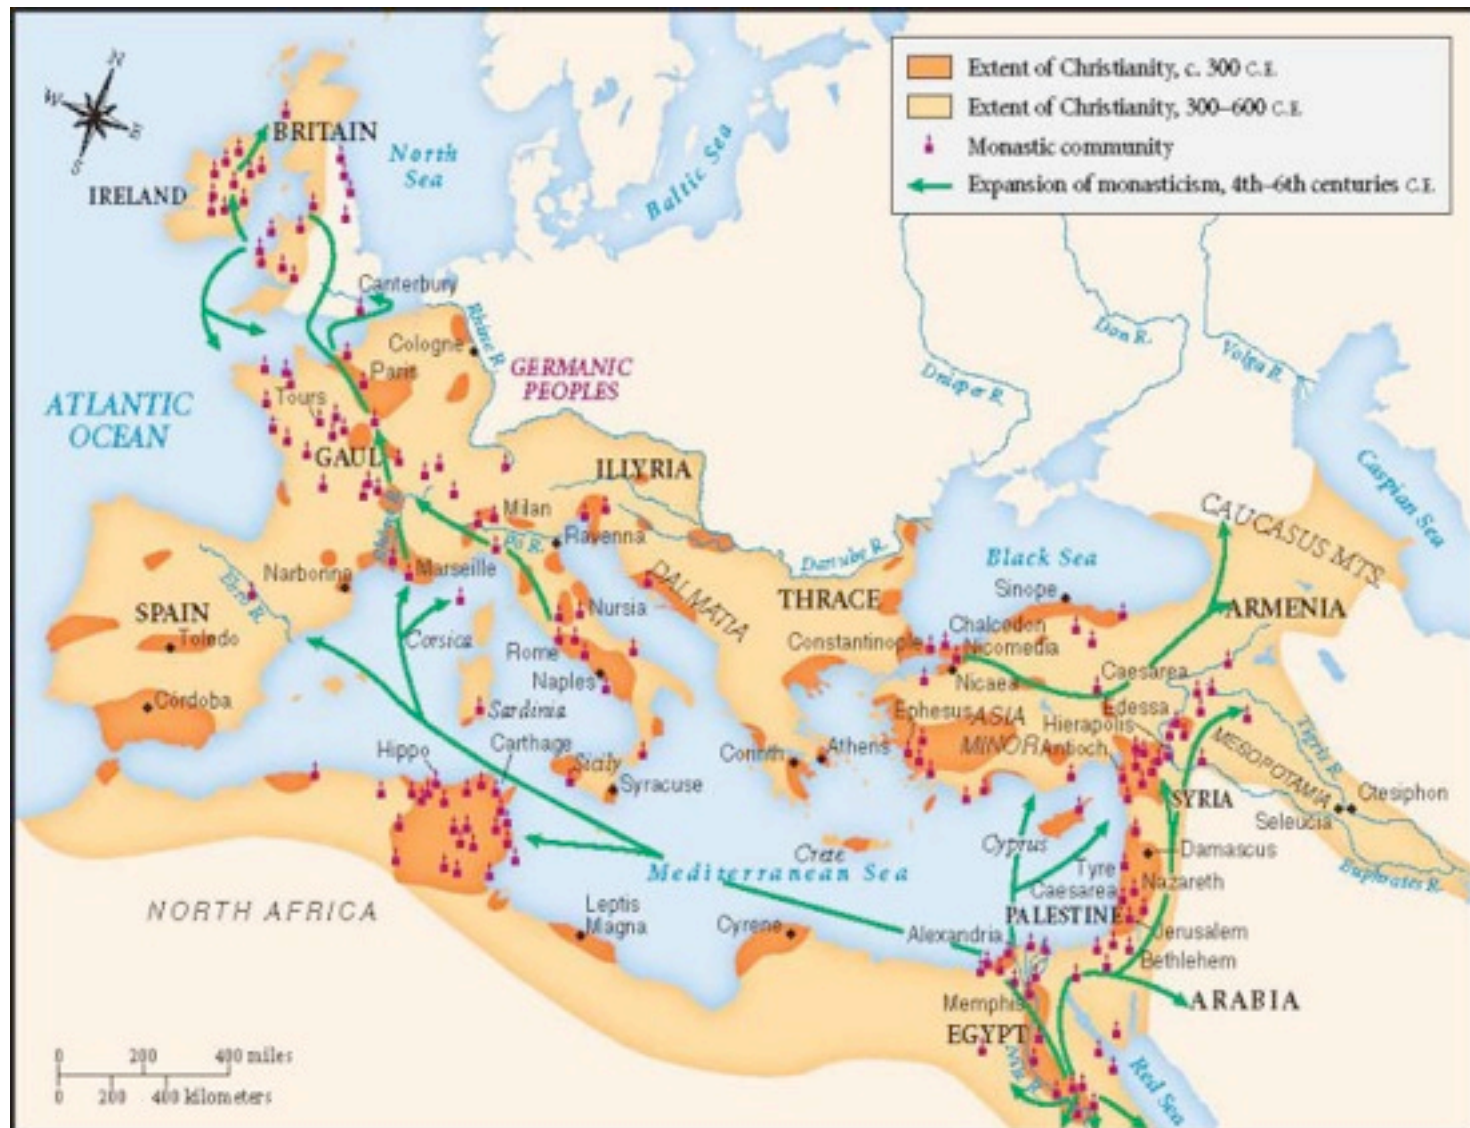 Extent of Christianity, c. 300 C.E.
Extent of Christianity, 300–600 C.E.
Monastic community
Expansion of monasticism, 4th–6th centuries C.E.
N
W
E
S
BRITAIN
North
Sea
Baltic Sea
IRELAND
Canterbury
Rhine R.
Cologne
GERMANIC
PEOPLES
Paris
Don R.
Volga R.
Dnieper R.
ATLANTIC
OCEAN
Tours
GAUL
ILLYRIA
Caspian Sea
Milan
CAUCASUS MTS.
Rhône R.
Po R.
Ravenna
Danube R.
Black Sea
Narbonne
Marseille
DALMATIA
Sinope
Ebro R.
SPAIN
Nursia
THRACE
ARMENIA
Toledo
Corsica
Chalcedon
Constantinople
Nicomedia
Rome
Naples
Nicaea
Caesarea
Córdoba
Sardinia
Ephesus
ASIA
MINOR
Edessa
Hierapolis
Hippo
Carthage
Sicily
Corinth
Athens
Antioch
MESOPOTAMIA
Tigris R.
Syracuse
SYRIA
Ctesiphon
Seleucia
Crete
Cyprus
Mediterranean Sea
Tyre
Damascus
Caesarea
Nazareth
Euphrates R.
NORTH AFRICA
Leptis
Magna
Cyrene
Alexandria
PALESTINE
Jerusalem
Bethlehem
Memphis
ARABIA
EGYPT
Nile R.
Red Sea
0 200 400 miles
0 200 400 kilometers